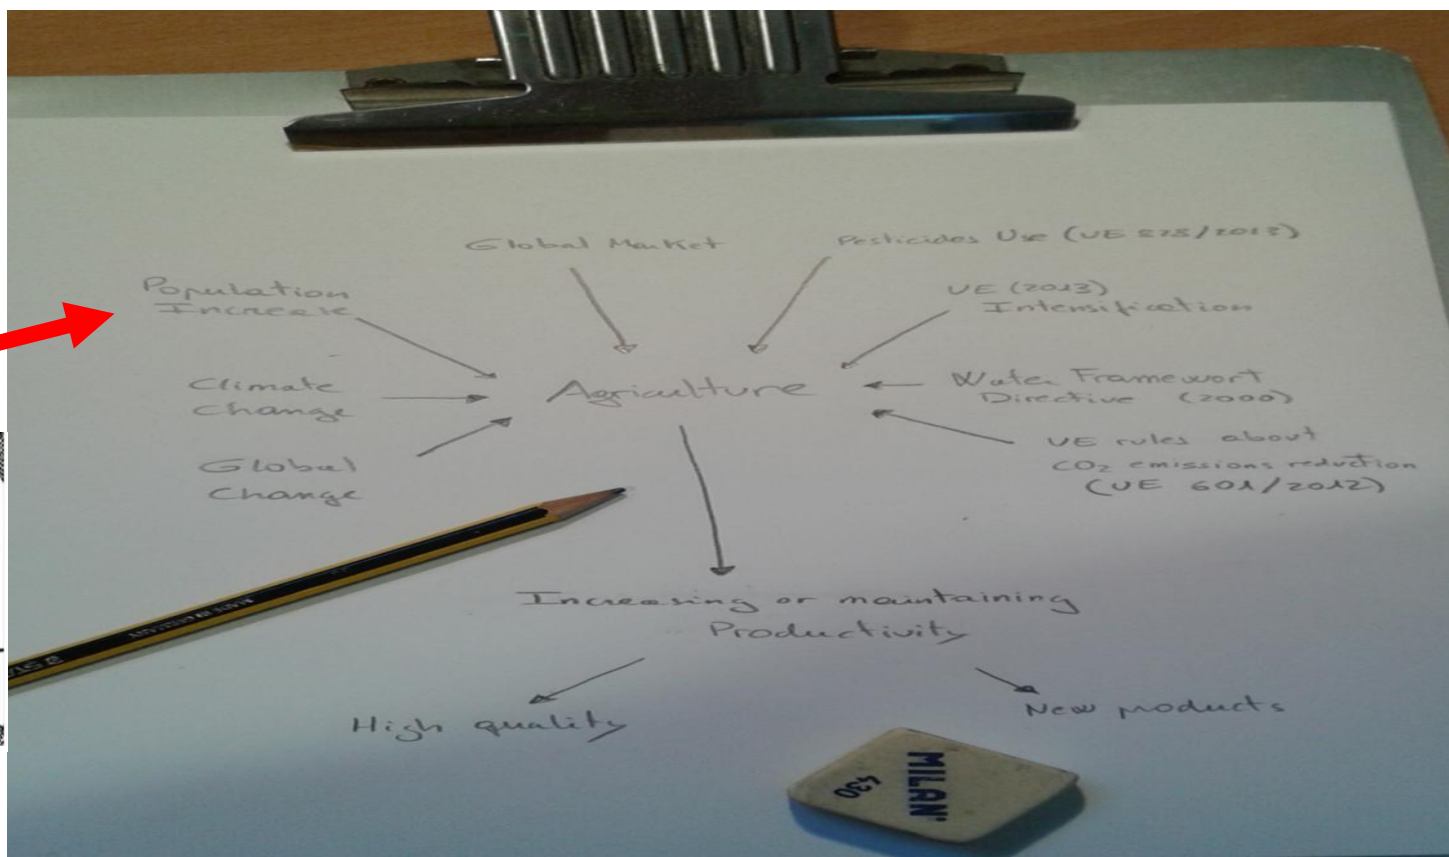 Global Market
Pesticides Use (UE 528/2013)
Population
Increase
UE (2013)
Intensification
Climate
Change
Agriculture
Water Framewort
Directive (2000)
Global
Change
UE rules about
CO2 emissions reduction
(UE 601/2012)
Increasing or maintaining
Productivity
High quality
New products
MILAN
430